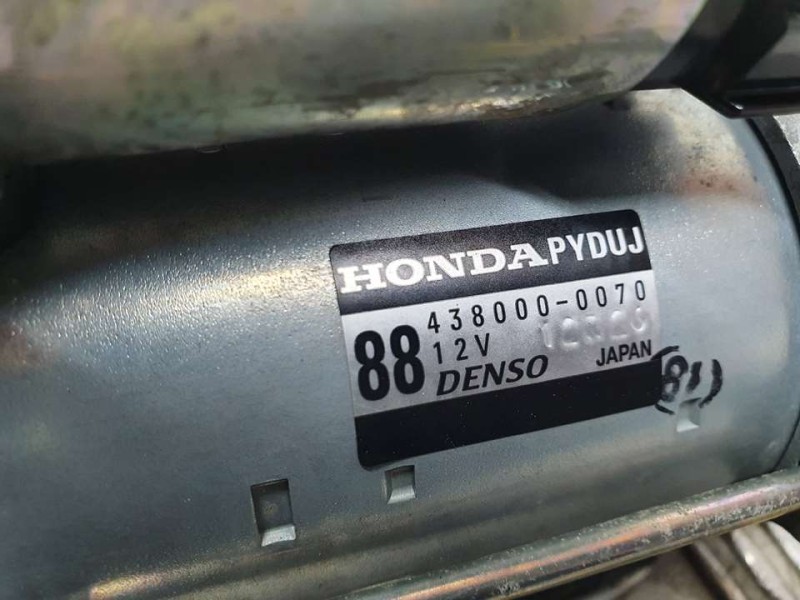 HONDA PYDUJ
438000-0070
88 12V
DENSO JAPAN